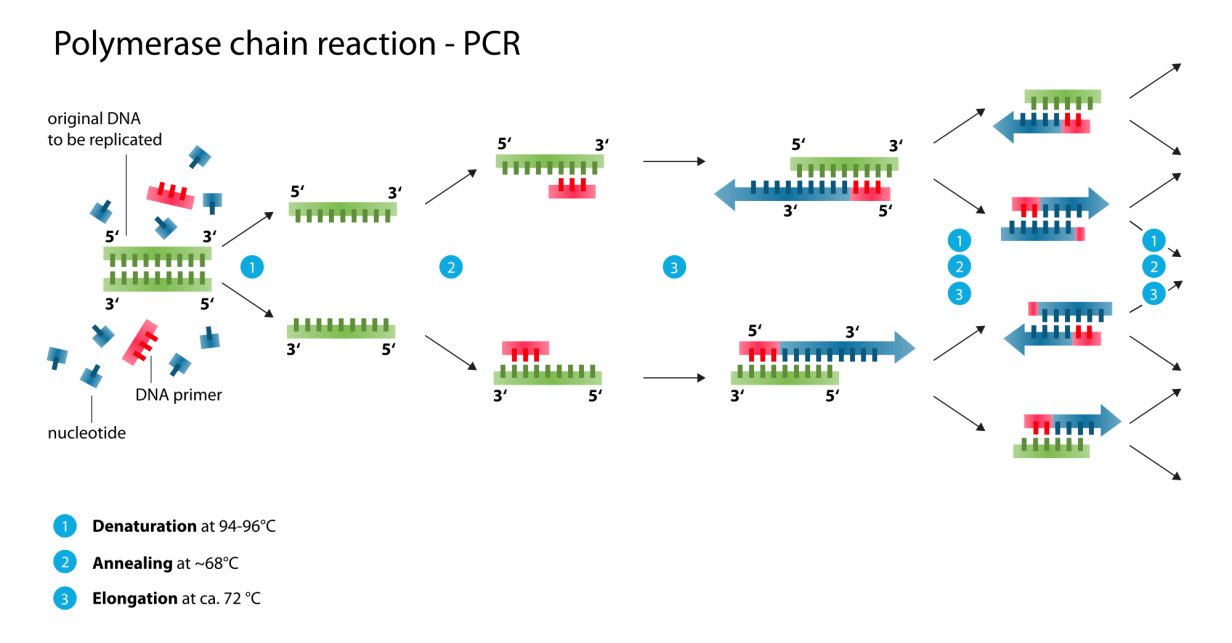 Polymerase chain reaction - PCR
original DNA
to be replicated
5‘ 3‘
3‘ 5‘
DNA primer
nucleotide
5‘ 3‘
1
3‘ 5‘
5‘ 3‘
2
3‘ 5‘
5‘ 3‘
3‘ 5‘
3
5‘ 3‘
3‘ 5‘
1
2
3
1
2
3
1 Denaturation at 94-96°C
2 Annealing at ~68°C
3 Elongation at ca. 72 °C